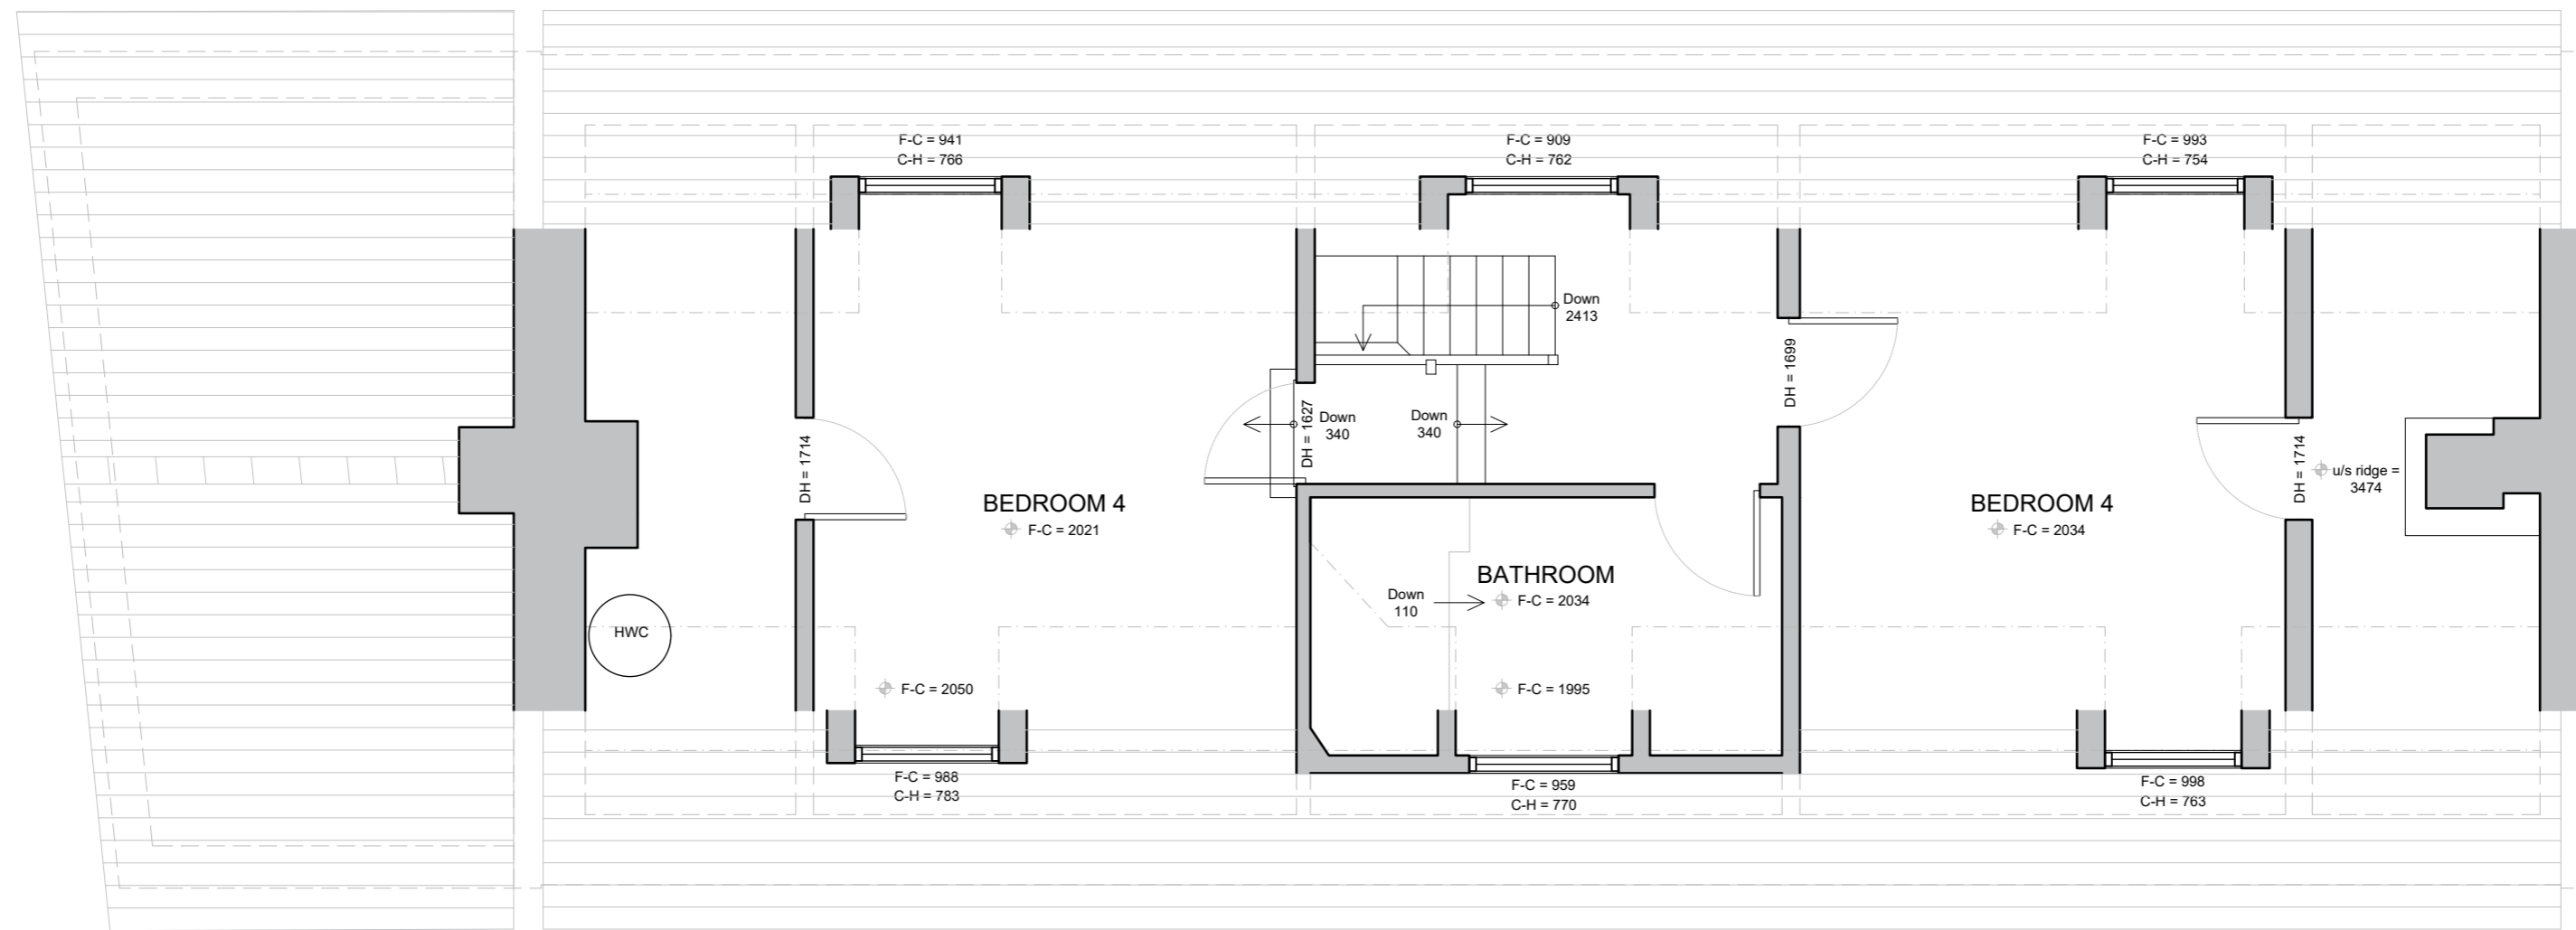 F-C = 941
C-H = 766
F-C = 909
C-H = 762
F-C = 993
C-H = 754
Down
2413
DH = 1699
DH = 1627
Down
340
Down
340
DH = 1714
DH = 1714
u/s ridge =
3474
BEDROOM 4
F-C = 2021
BEDROOM 4
F-C = 2034
BATHROOM
F-C = 2034
Down
110
HWC
F-C = 2050
F-C = 1995
F-C = 988
C-H = 783
F-C = 959
C-H = 770
F-C = 998
C-H = 763